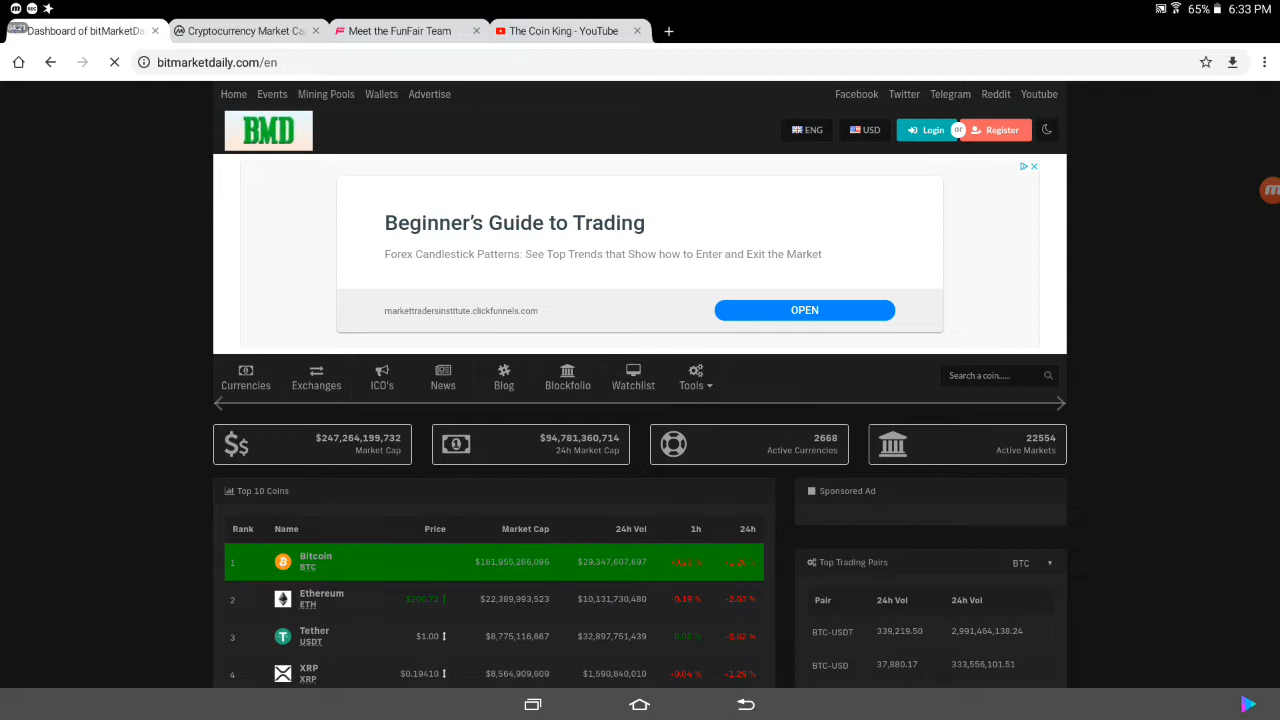 REC
65% 6:33 PM
04:21
Dashboard of bitMarketDa
Cryptocurrency Market Ca
Meet the FunFair Team
The Coin King - YouTube
bitmarketdaily.com/en
Home Events Mining Pools Wallets Advertise
Facebook Twitter Telegram Reddit Youtube
BMD
ENG
USD
Login or Register
Beginner's Guide to Trading
Forex Candlestick Patterns: See Top Trends that Show how to Enter and Exit the Market
markettradersinstitute.clickfunnels.com
OPEN
Currencies Exchanges ICO's News Blog Blockfolio Watchlist Tools
Search a coin.....
$247,264,199,732
Market Cap
$94,781,360,714
24h Market Cap
2668
Active Currencies
22554
Active Markets
Top 10 Coins
Rank Name Price Market Cap 24h Vol 1h 24h
1 Bitcoin BTC $161,955,266,096 $29,347,607,697
2 Ethereum ETH $22,389,993,523 $10,131,730,480 -0.19 %
3 Tether USDT $1.00 $8,775,116,667 $32,897,751,439
4 XRP XRP $0.19410 $8,564,909,609 $1,590,840,010 -0.04 % -1.29 %
Sponsored Ad
Top Trading Pairs BTC
Pair 24h Vol 24h Vol
BTC-USDT 339,219.50 2,991,464,138.24
BTC-USD 37,880.17 333,556,101.51